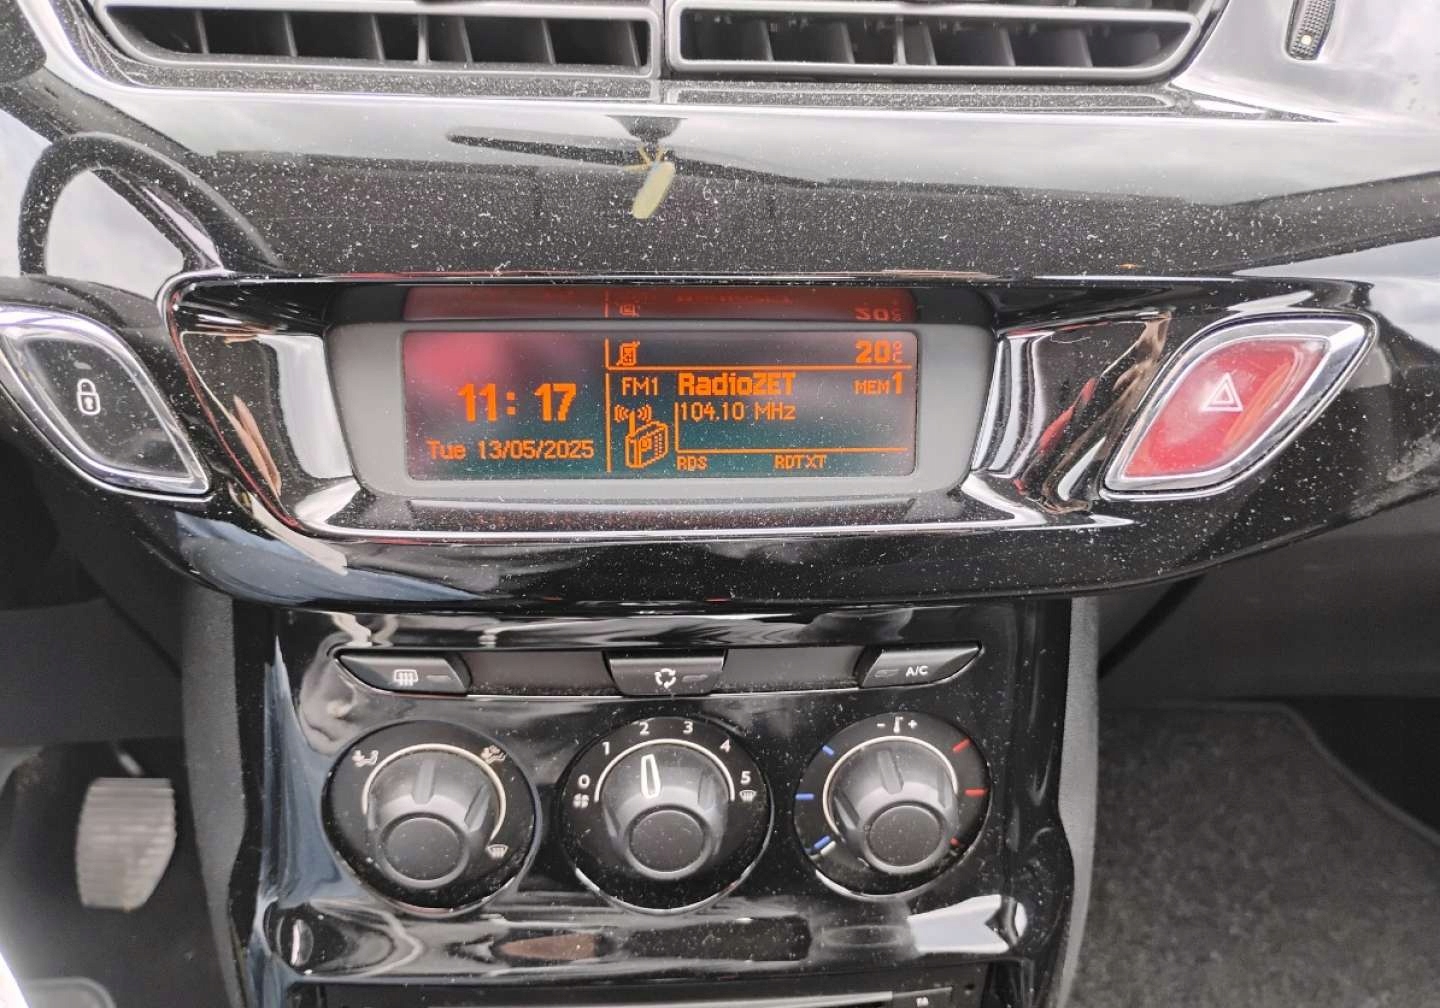 20°C
FM1 RadioZET MEM1
11:17
104.10 MHz
Tue 13/05/2025
RDS RDTXT
A/C
0 1 2 3 4 5
- +